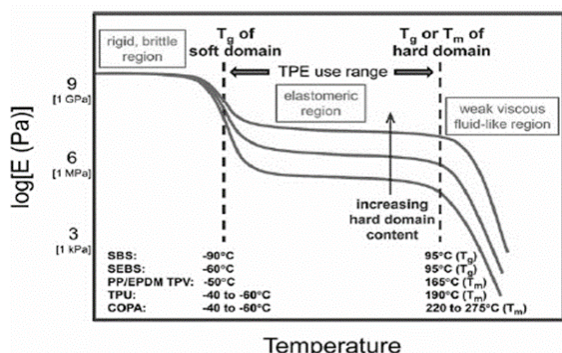 rigid, brittle
region
Tg of
soft domain
Tg or Tm of
hard domain
TPE use range
elastomeric
region
weak viscous
fluid-like region
increasing
hard domain
content
log[E (Pa)]
9
[1 GPa]
6
[1 MPa]
3
[1 kPa]
SBS: -90°C 95°C (Tg)
SEBS: -60°C 95°C (Tg)
PP/EPDM TPV: -50°C 165°C (Tm)
TPU: -40 to -60°C 190°C (Tm)
COPA: -40 to -60°C 220 to 275°C (Tm)
Temperature